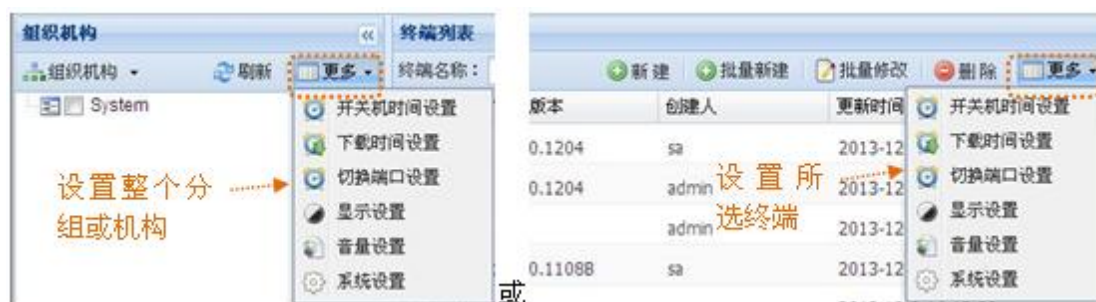 组织机构
组织机构
刷新
更多
System
开关机时间设置
下载时间设置
切换端口设置
显示设置
音量设置
系统设置
设置整个分
组或机构
终端列表
终端名称：
或
新建
批量新建
批量修改
删除
更多
版本
创建人
更新时间
0.1204
sa
2013-12
0.1204
admin
2013-12
admin
2013-12
0.1108B
sa
2013-12
设置所
选终端
开关机时间设置
下载时间设置
切换端口设置
显示设置
音量设置
系统设置